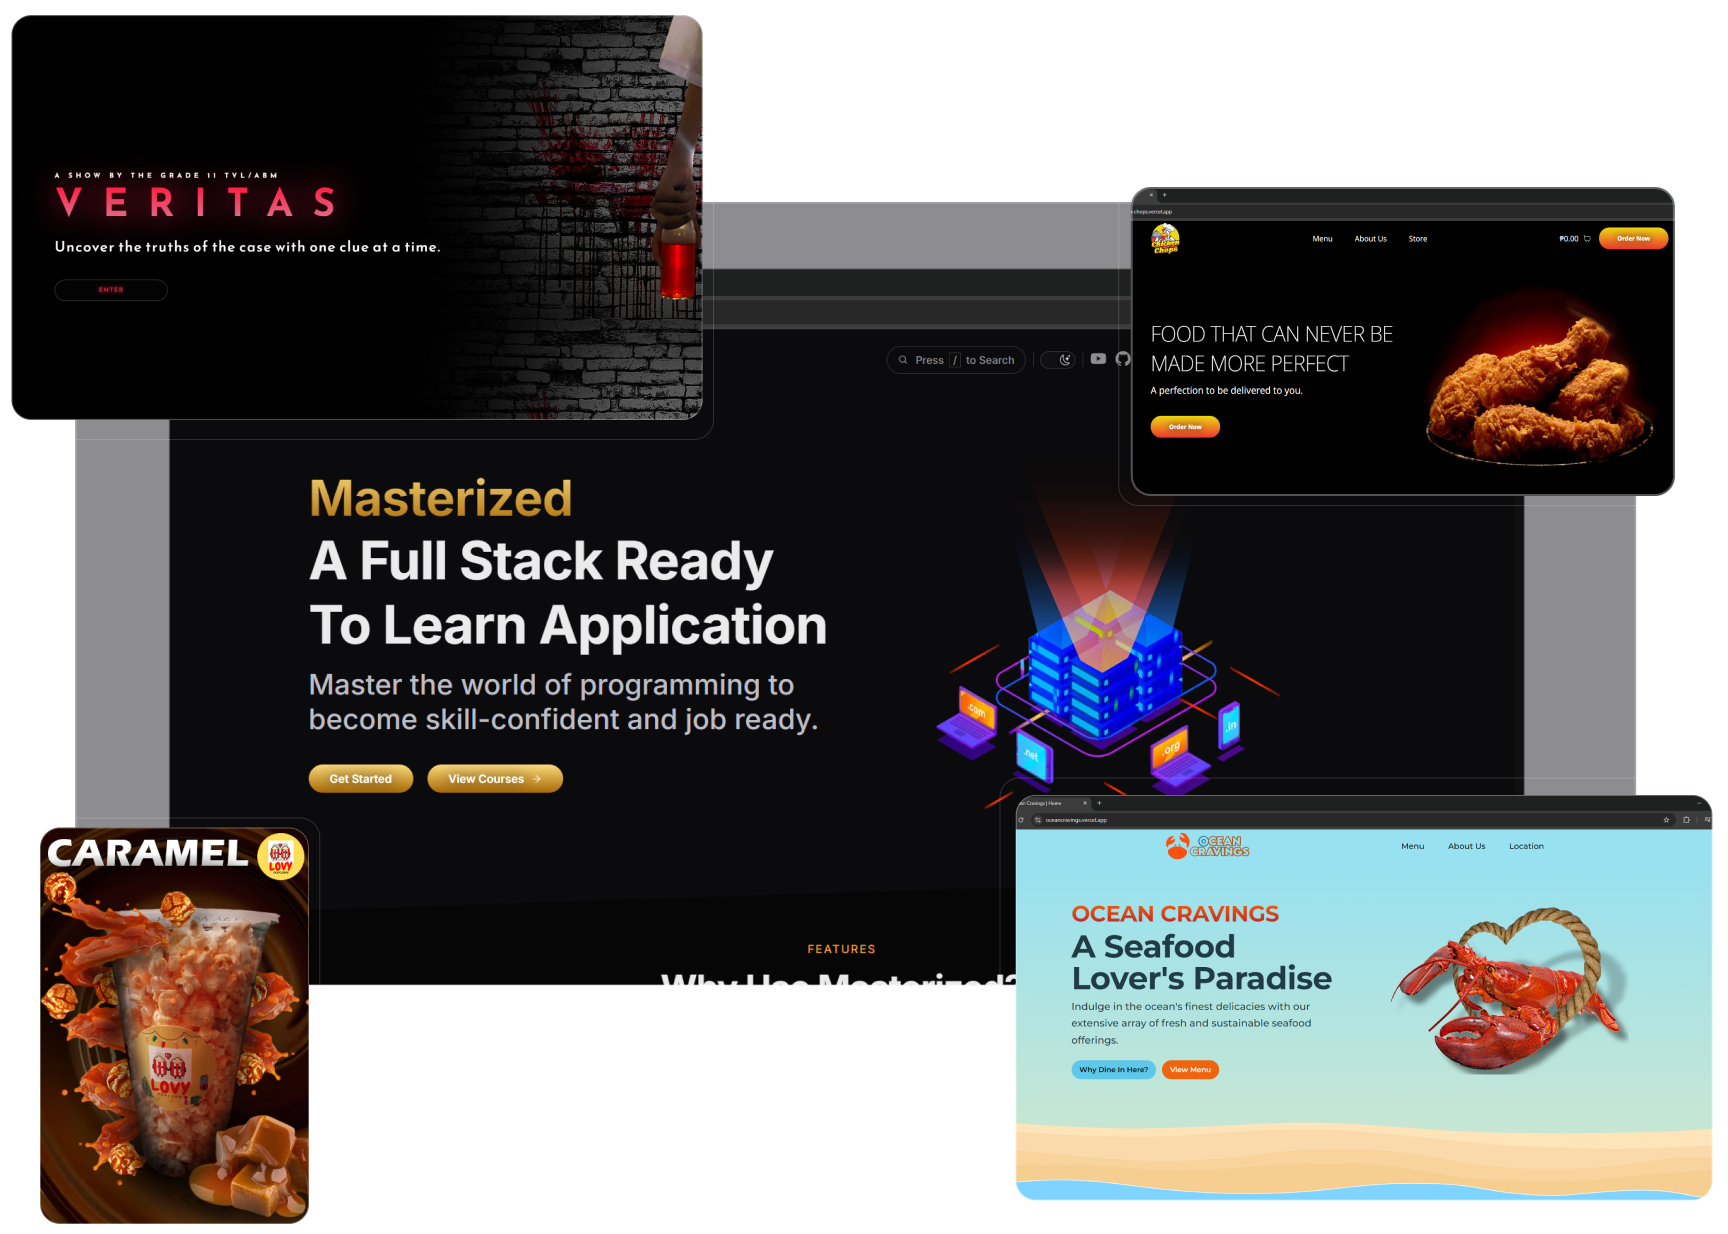 A SHOW BY THE GRADE 11 TVL/ABM
VERITAS
Uncover the truths of the case with one clue at a time.
ENTER
-chops.vercel.app
Chicken
Chops
Menu
About Us
Store
₱0.00
Order Now
FOOD THAT CAN NEVER BE
MADE MORE PERFECT
A perfection to be delivered to you.
Order Now
Press / to Search
Masterized
A Full Stack Ready
To Learn Application
Master the world of programming to
become skill-confident and job ready.
Get Started
View Courses
.com
.net
.org
.in
FEATURES
Why Use Masterized?
CARAMEL
LOVY
POPCORN
LOVY
an Cravings | Home
oceancravings.vercel.app
OCEAN
CRAVINGS
Menu
About Us
Location
OCEAN CRAVINGS
A Seafood
Lover's Paradise
Indulge in the ocean's finest delicacies with our
extensive array of fresh and sustainable seafood
offerings.
Why Dine In Here?
View Menu